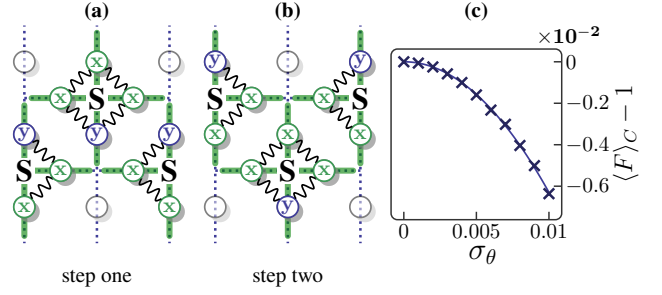 (a) (b) (c)
×10⁻²
y y
x x
x x x x
S S S
y y y x x
S S S
x x x x
x x y
0
−0.2
−0.4
−0.6
⟨F⟩_C − 1
0 0.005 0.01
σ_θ
step one step two